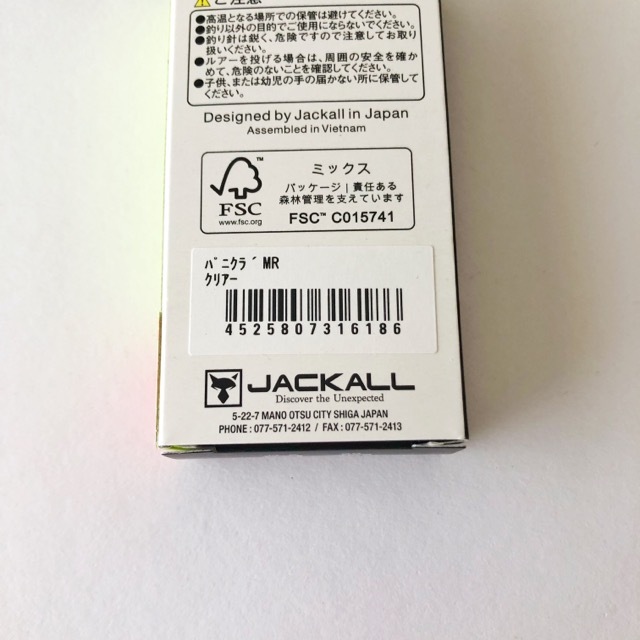 ご注意
●高温となる場所での保管は避けてください。
●釣り以外の目的でご使用にならないでください。
●釣り針は鋭く、危険ですので注意してお取り
扱いください。
●ルアーを投げる場合は、周囲の安全を確か
めて、危険のないことを確認してください。
●子供、または幼児の手の届かない所に保管して
ください。
Designed by Jackall in Japan
Assembled in Vietnam
FSC
www.fsc.org
ミックス
パッケージ|責任ある
森林管理を支えています
FSC™ C015741
ﾊﾞﾆｸﾗﾞMR
ｸﾘｱｰ
4525807316186
JACKALL
Discover the Unexpected
5-22-7 MANO OTSU CITY SHIGA JAPAN
PHONE : 077-571-2412 / FAX : 077-571-2413